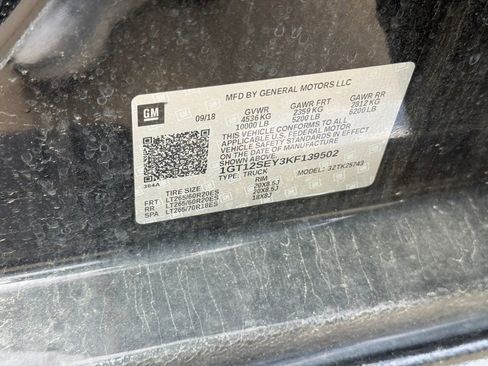 GM
MFD BY GENERAL MOTORS LLC
09/18 GVWR GAWR FRT GAWR RR
4536 KG 2359 KG 2812 KG
10000 LB 5200 LB 6200 LB
THIS VEHICLE CONFORMS TO ALL
APPLICABLE U.S. FEDERAL MOTOR
VEHICLE SAFETY STANDARDS IN EFFECT
ON THE DATE OF MANUFACTURE
SHOWN ABOVE.
1GT12SEY3KF139502
TYPE: TRUCK MODEL: 32TK25743
384A
TIRE SIZE RIM
FRT LT265/60R20ES 20X8.5J
RR LT265/60R20ES 20X8.5J
SPA LT265/70R18ES 18X8J